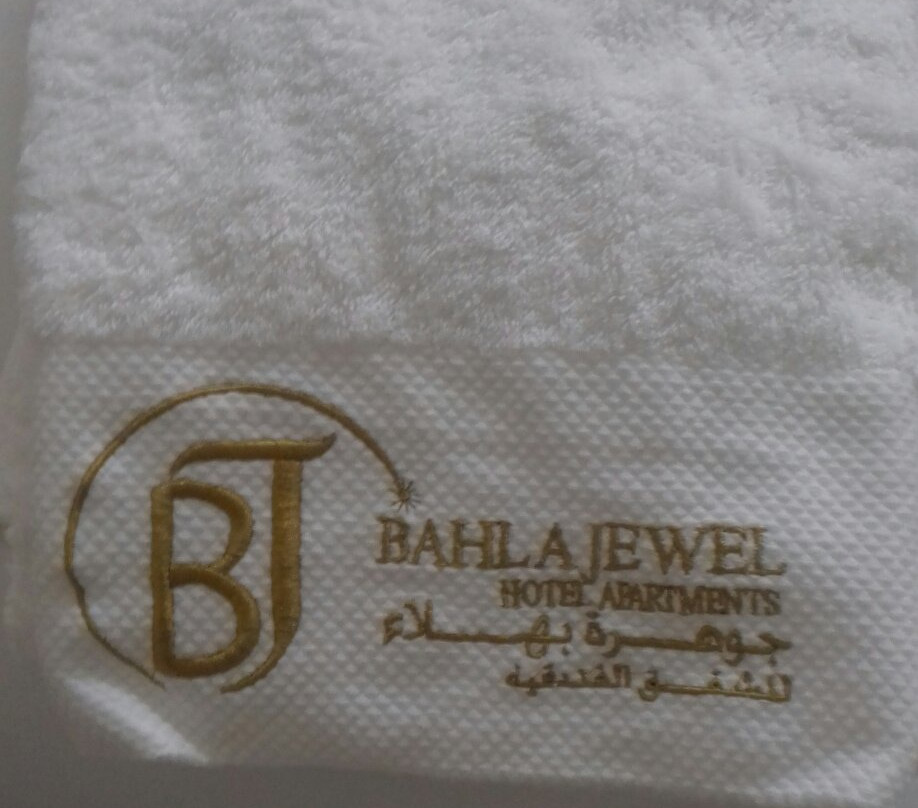 BJ
BAHLA JEWEL
HOTEL APARTMENTS
جوهرة بهلاء
للشقق الفندقية